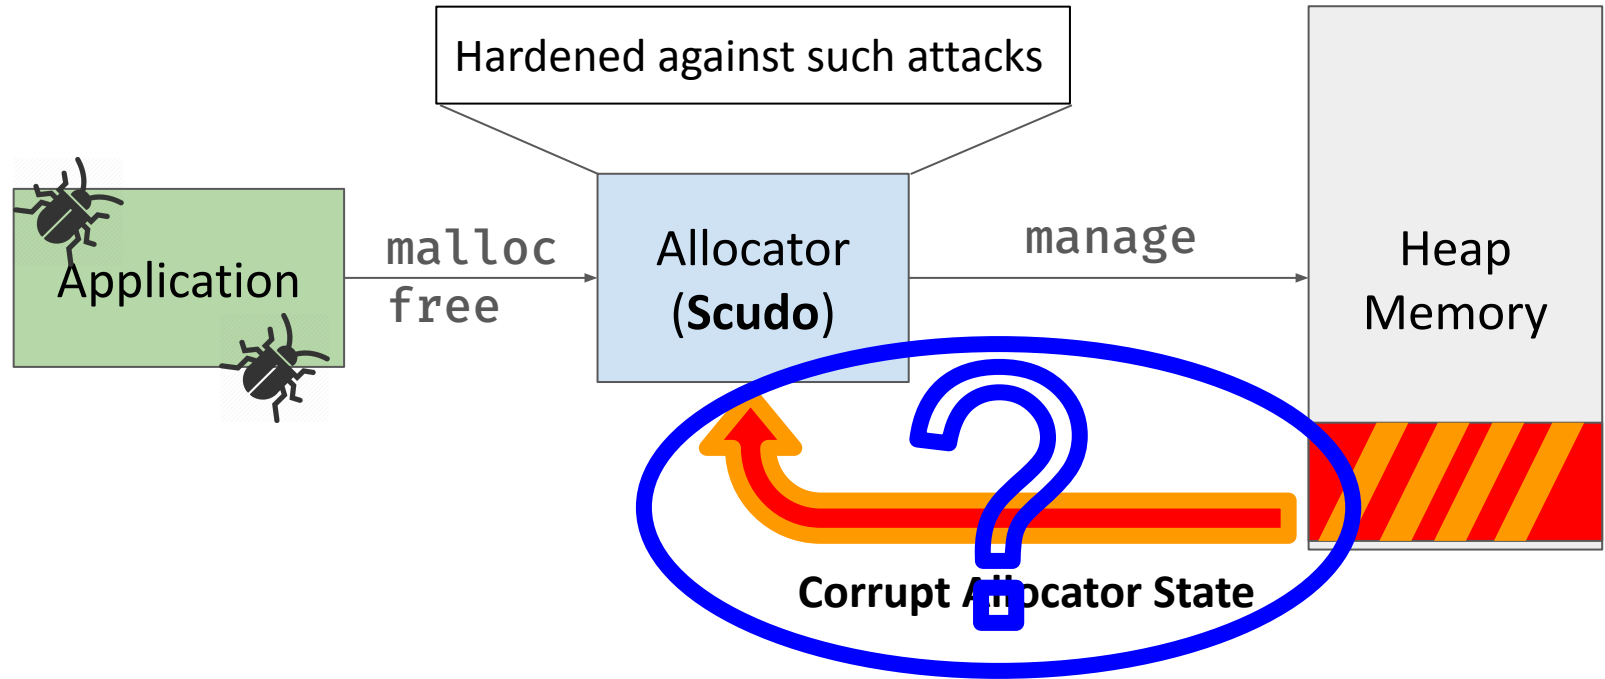 Hardened against such attacks
Application
malloc
free
Allocator
(Scudo)
manage
Heap
Memory
?
Corrupt Allocator State